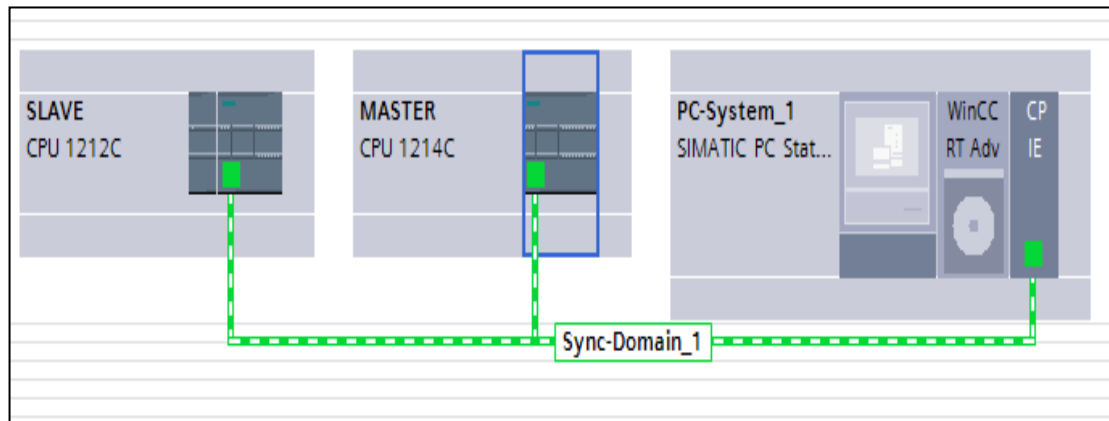 SLAVE
CPU 1212C
MASTER
CPU 1214C
PC-System_1
SIMATIC PC Stat...
WinCC
RT Adv
CP
IE
Sync-Domain_1